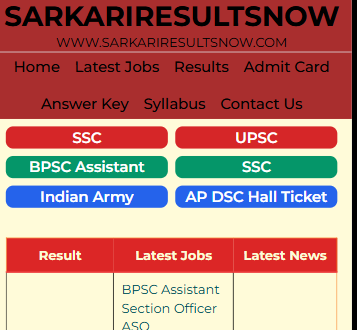 SARKARIRESULTSNOW
WWW.SARKARIRESULTSNOW.COM
Home Latest Jobs Results Admit Card
Answer Key Syllabus Contact Us
SSC UPSC
BPSC Assistant SSC
Indian Army AP DSC Hall Ticket
Result Latest Jobs Latest News
BPSC Assistant
Section Officer
ASO